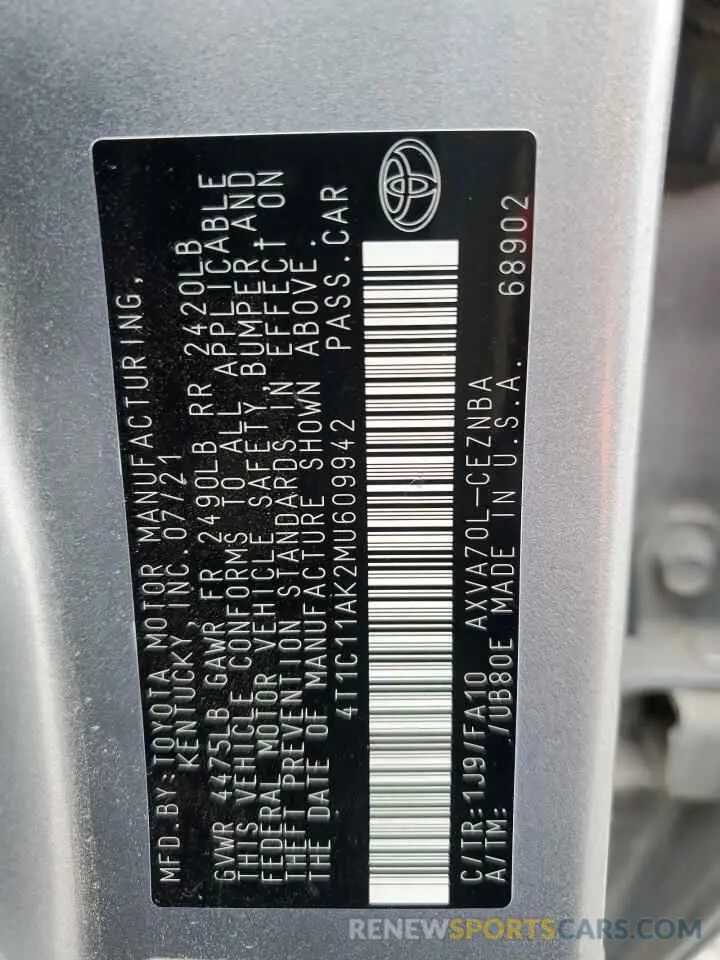 MFD.BY:TOYOTA MOTOR MANUFACTURING,
KENTUCKY, INC.07/21
GVWR 4475LB GAWR FR 2490LB RR 2420LB
THIS VEHICLE CONFORMS TO ALL APPLICABLE
FEDERAL MOTOR VEHICLE SAFETY, BUMPER, AND
THEFT PREVENTION STANDARDS IN EFFECT ON
THE DATE OF MANUFACTURE SHOWN ABOVE.
4T1C11AK2MU609942 PASS.CAR
C/TR:1J9/FA10 AXVA70L-CEZNBA
A/TM: /UB80E MADE IN U.S.A. 68902
RENEWSPORTSCARS.COM